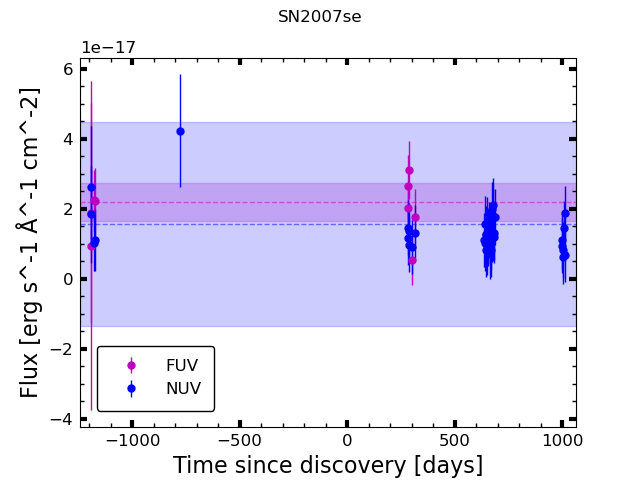 SN2007se
1e−17
6
4
2
0
−2
−4
Flux [erg s^-1 Å^-1 cm^-2]
FUV
NUV
−1000
−500
0
500
1000
Time since discovery [days]